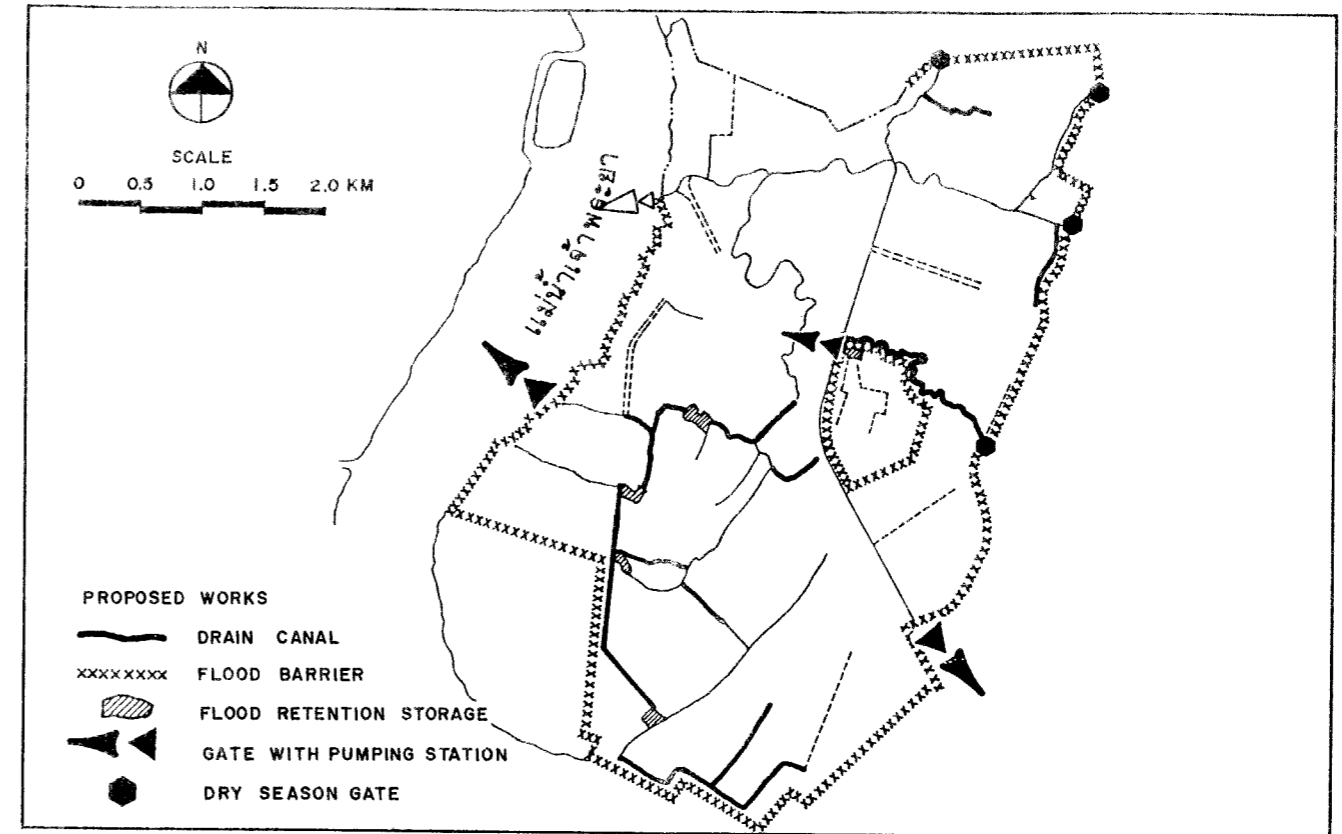 N
SCALE
0 0.5 1.0 1.5 2.0 KM
PROPOSED WORKS
DRAIN CANAL
FLOOD BARRIER
FLOOD RETENTION STORAGE
GATE WITH PUMPING STATION
DRY SEASON GATE